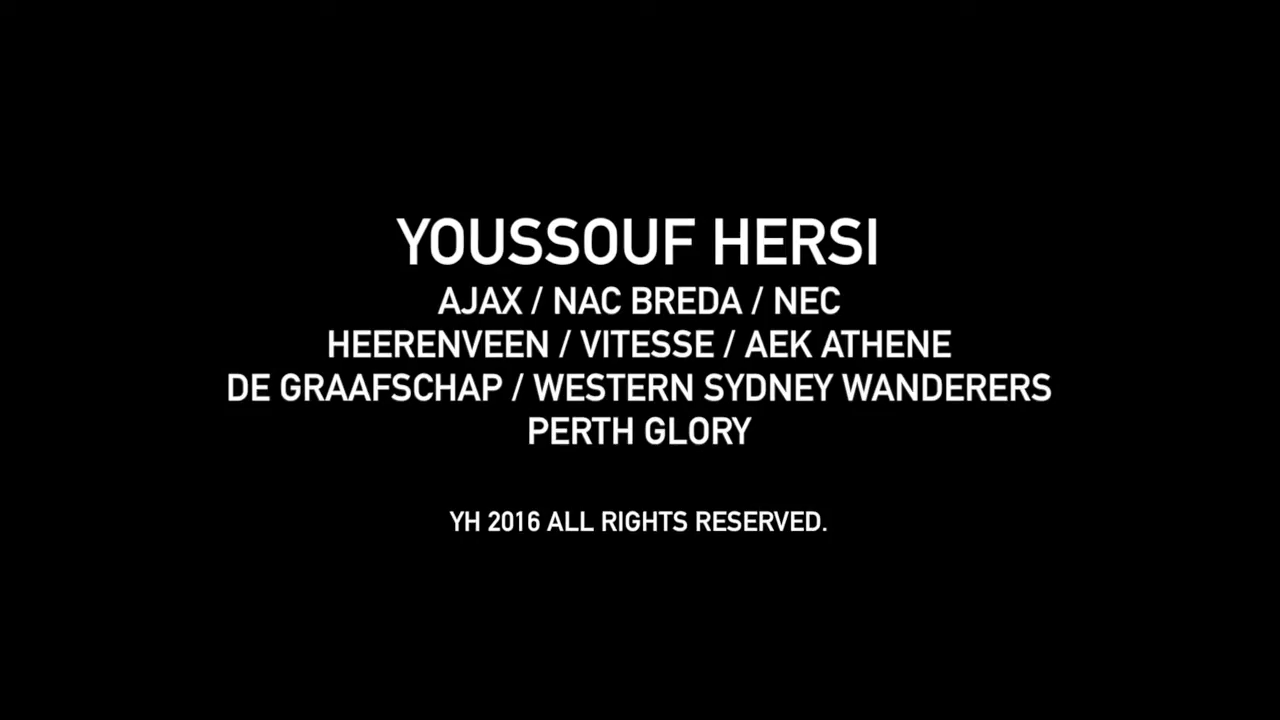 YOUSSOUF HERSI
AJAX / NAC BREDA / NEC
HEERENVEEN / VITESSE / AEK ATHENE
DE GRAAFSCHAP / WESTERN SYDNEY WANDERERS
PERTH GLORY
YH 2016 ALL RIGHTS RESERVED.